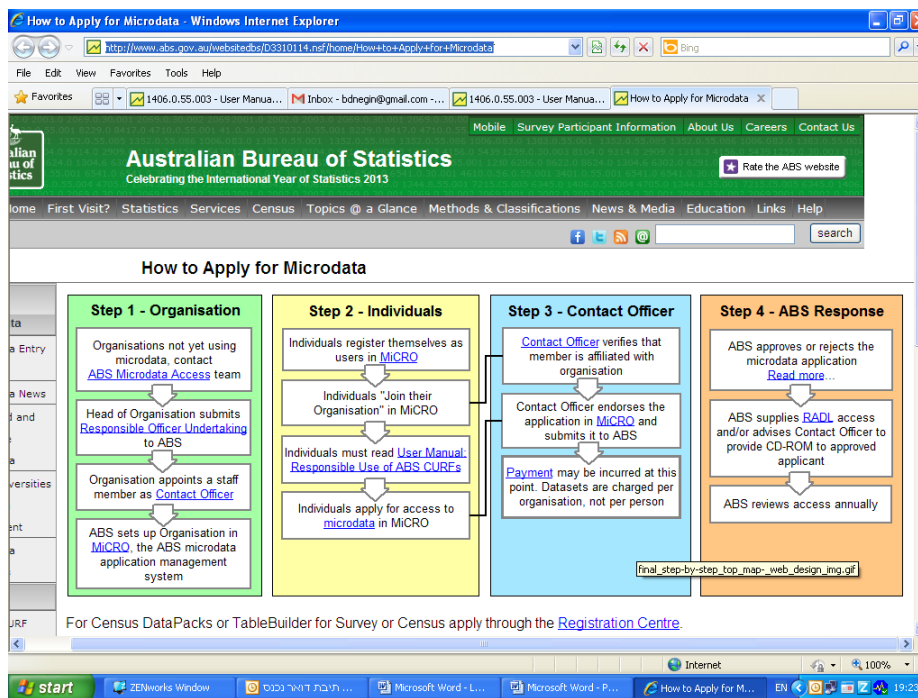 How to Apply for Microdata - Windows Internet Explorer
http://www.abs.gov.au/websitedbs/D3310114.nsf/home/How+to+Apply+for+Microdata
Bing
File Edit View Favorites Tools Help
Favorites
1406.0.55.003 - User Manua...
Inbox - bdnegin@gmail.com -...
1406.0.55.003 - User Manua...
How to Apply for Microdata X
Mobile Survey Participant Information About Us Careers Contact Us
alian
au of
stics
Australian Bureau of Statistics
Celebrating the International Year of Statistics 2013
Rate the ABS website
Home First Visit? Statistics Services Census Topics @ a Glance Methods & Classifications News & Media Education Links Help
search
How to Apply for Microdata
ta
a Entry
a News
d and
a
versities
ent
a
URF
Step 1 - Organisation
Organisations not yet using
microdata, contact
ABS Microdata Access team
Head of Organisation submits
Responsible Officer Undertaking
to ABS
Organisation appoints a staff
member as Contact Officer
ABS sets up Organisation in
MiCRO, the ABS microdata
application management
system
Step 2 - Individuals
Individuals register themselves as
users in MiCRO
Individuals "Join their
Organisation" in MiCRO
Individuals must read User Manual:
Responsible Use of ABS CURFs
Individuals apply for access to
microdata in MiCRO
Step 3 - Contact Officer
Contact Officer verifies that
member is affiliated with
organisation
Contact Officer endorses the
application in MiCRO and
submits it to ABS
Payment may be incurred at this
point. Datasets are charged per
organisation, not per person
Step 4 - ABS Response
ABS approves or rejects the
microdata application
Read more...
ABS supplies RADL access
and/or advises Contact Officer to
provide CD-ROM to approved
applicant
ABS reviews access annually
final_step-by-step_top_map-_web_design_img.gif
For Census DataPacks or TableBuilder for Survey or Census apply through the Registration Centre.
Internet
100%
start
ZENworks Window
תיבת דואר נכנס ...
Microsoft Word - L...
Microsoft Word - P...
How to Apply for M...
EN